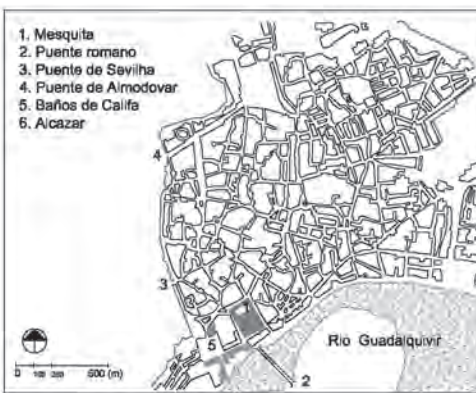 1. Mesquita
2. Puente romano
3. Puente de Sevilha
4. Puente de Almodovar
5. Baños de Califa
6. Alcazar
4
3
5
Rio Guadalquivir
2
0
500 (m)